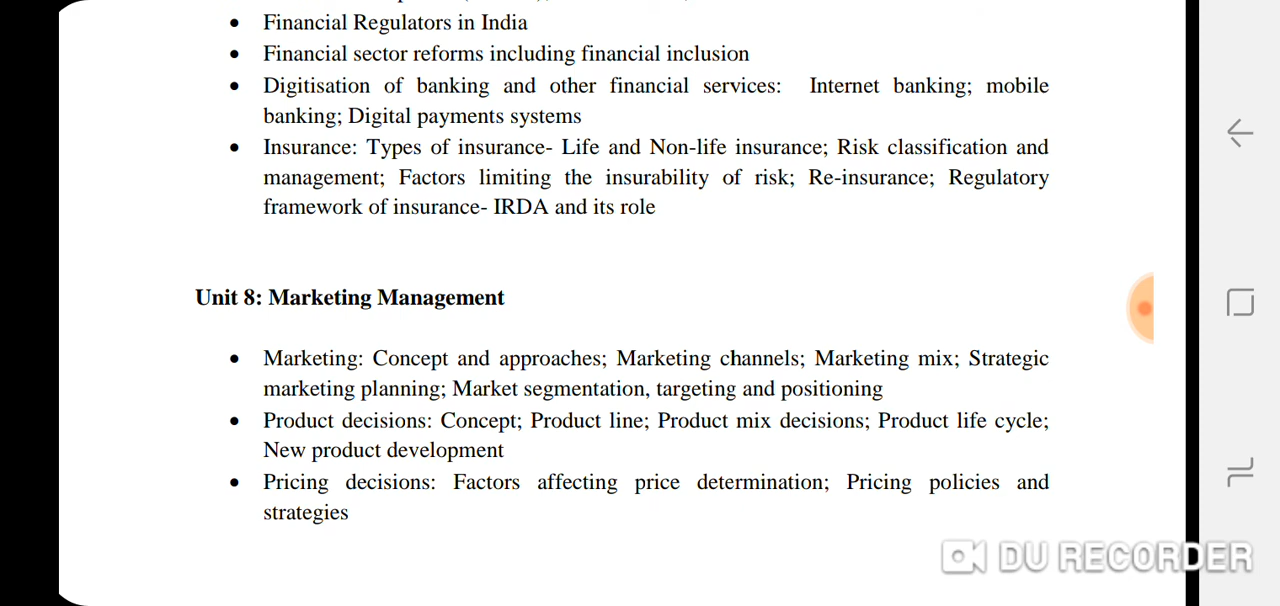 • Financial Regulators in India
• Financial sector reforms including financial inclusion
• Digitisation of banking and other financial services: Internet banking; mobile
banking; Digital payments systems
• Insurance: Types of insurance- Life and Non-life insurance; Risk classification and
management; Factors limiting the insurability of risk; Re-insurance; Regulatory
framework of insurance- IRDA and its role
Unit 8: Marketing Management
• Marketing: Concept and approaches; Marketing channels; Marketing mix; Strategic
marketing planning; Market segmentation, targeting and positioning
• Product decisions: Concept; Product line; Product mix decisions; Product life cycle;
New product development
• Pricing decisions: Factors affecting price determination; Pricing policies and
strategies
DU RECORDER